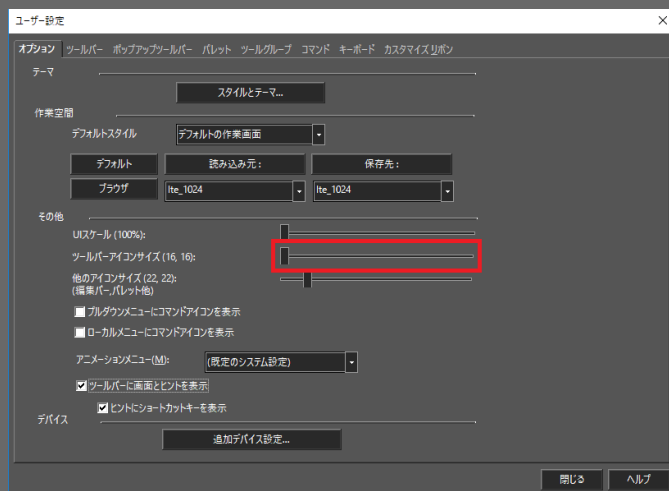 ユーザー設定
オプション ツールバー ポップアップツールバー パレット ツールグループ コマンド キーボード カスタマイズ リボン
テーマ
スタイルとテーマ...
作業空間
デフォルトスタイル デフォルトの作業画面
デフォルト 読み込み元: 保存先:
ブラウザ lte_1024 lte_1024
その他
UIスケール (100%):
ツールバーアイコンサイズ (16, 16):
他のアイコンサイズ (22, 22):
(編集バー,パレット他)
プルダウンメニューにコマンドアイコンを表示
ローカルメニューにコマンドアイコンを表示
アニメーションメニュー(M): (既定のシステム設定)
ツールバーに画面とヒントを表示
ヒントにショートカットキーを表示
デバイス
追加デバイス設定...
閉じる ヘルプ